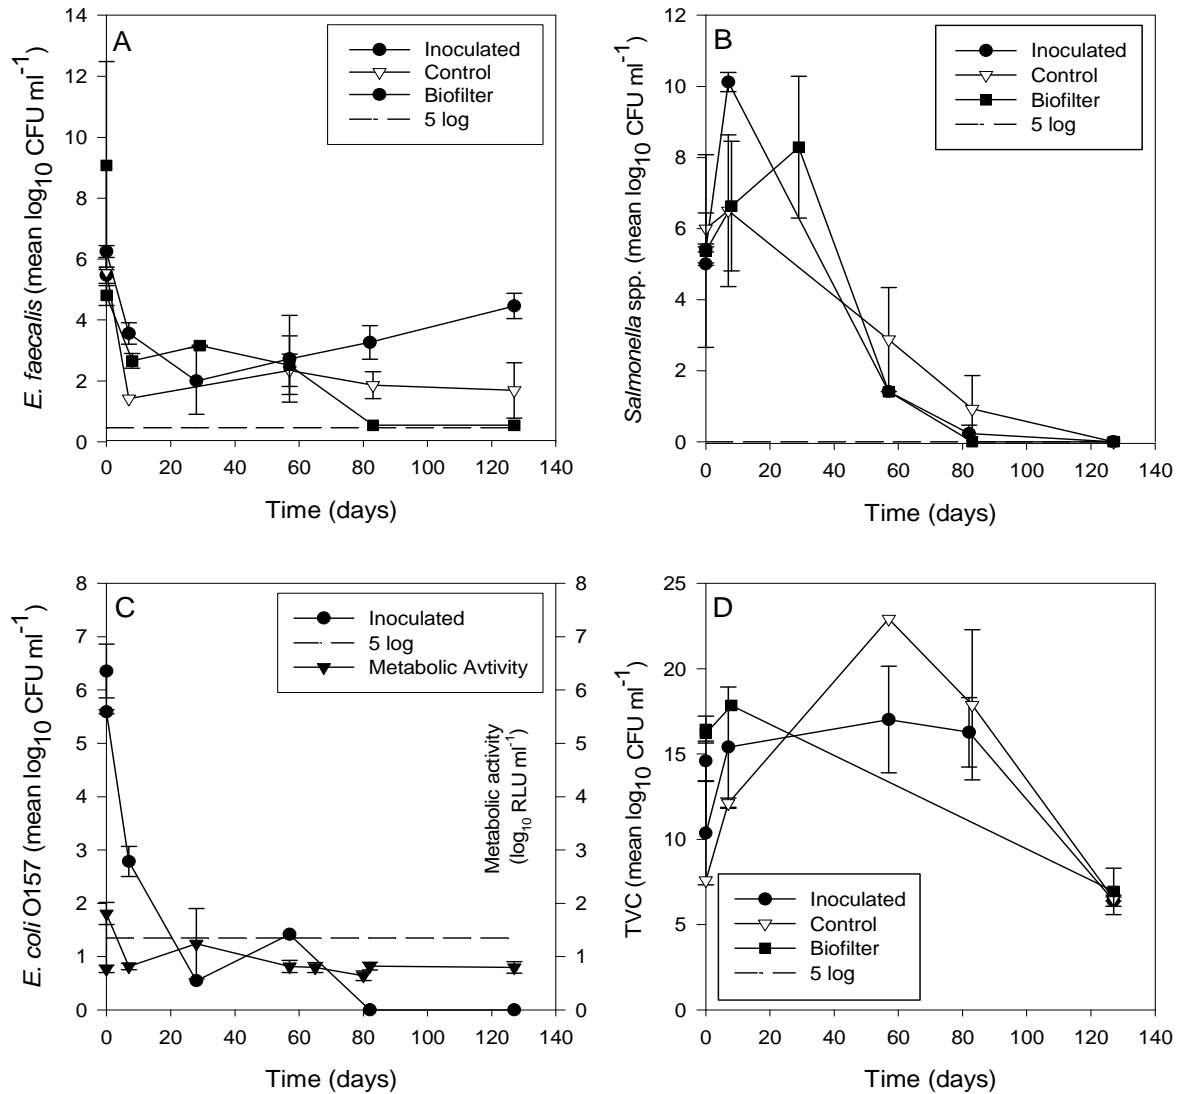 A
Inoculated
Control
Biofilter
5 log
E. faecalis (mean log10 CFU ml-1)
14
12
10
8
6
4
2
0
0 20 40 60 80 100 120 140
Time (days)
B
Inoculated
Control
Biofilter
5 log
Salmonella spp. (mean log10 CFU ml-1)
12
10
8
6
4
2
0
0 20 40 60 80 100 120 140
Time (days)
C
Inoculated
5 log
Metabolic Avtivity
E. coli O157 (mean log10 CFU ml-1)
8
7
6
5
4
3
2
1
0
Metabolic activity
(log10 RLU ml-1)
8
7
6
5
4
3
2
1
0
0 20 40 60 80 100 120 140
Time (days)
D
Inoculated
Control
Biofilter
5 log
TVC (mean log10 CFU ml-1)
25
20
15
10
5
0
0 20 40 60 80 100 120 140
Time (days)